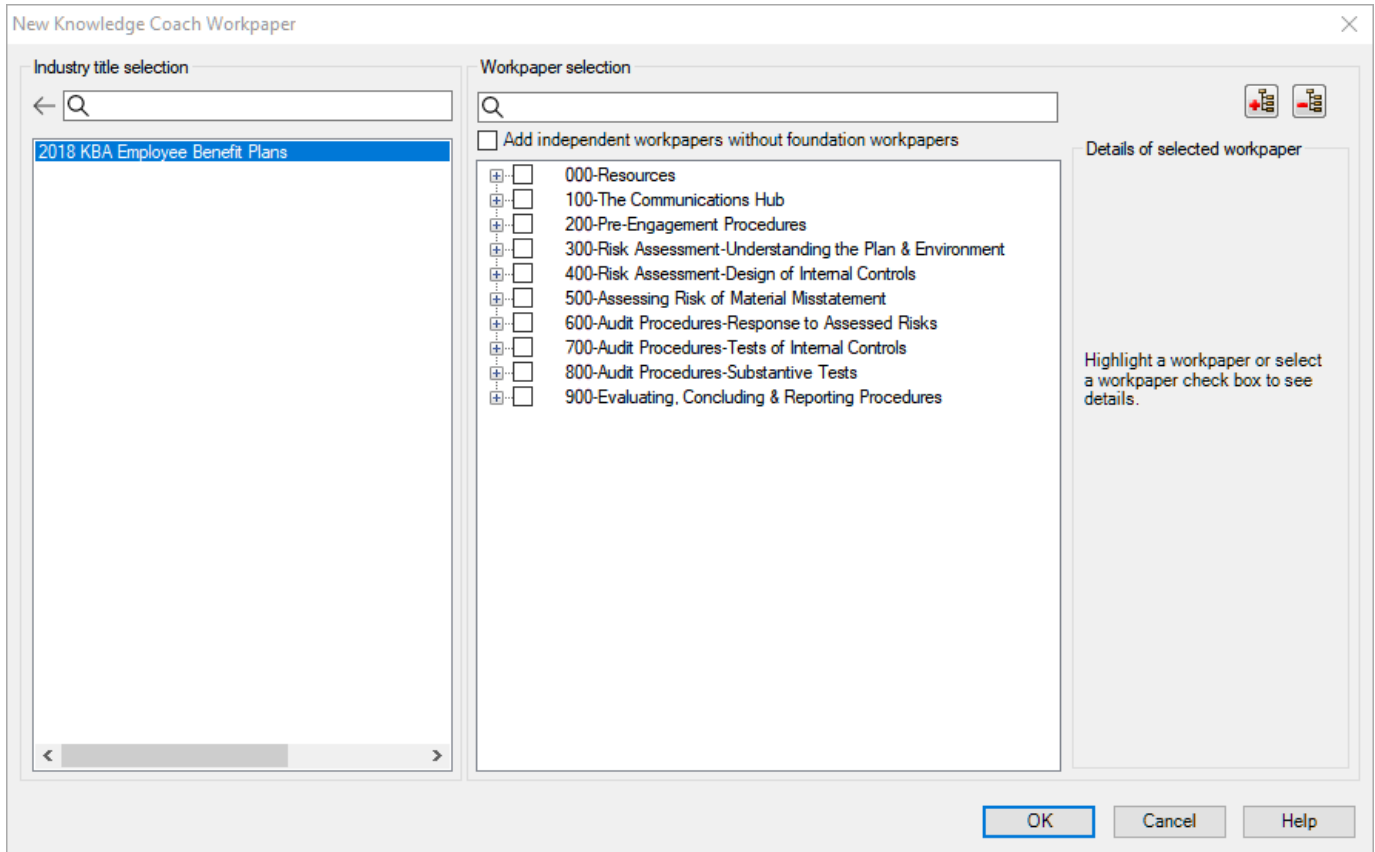 New Knowledge Coach Workpaper
Industry title selection
2018 KBA Employee Benefit Plans
Workpaper selection
Add independent workpapers without foundation workpapers
000-Resources
100-The Communications Hub
200-Pre-Engagement Procedures
300-Risk Assessment-Understanding the Plan & Environment
400-Risk Assessment-Design of Internal Controls
500-Assessing Risk of Material Misstatement
600-Audit Procedures-Response to Assessed Risks
700-Audit Procedures-Tests of Internal Controls
800-Audit Procedures-Substantive Tests
900-Evaluating, Concluding & Reporting Procedures
Details of selected workpaper
Highlight a workpaper or select
a workpaper check box to see
details.
OK
Cancel
Help